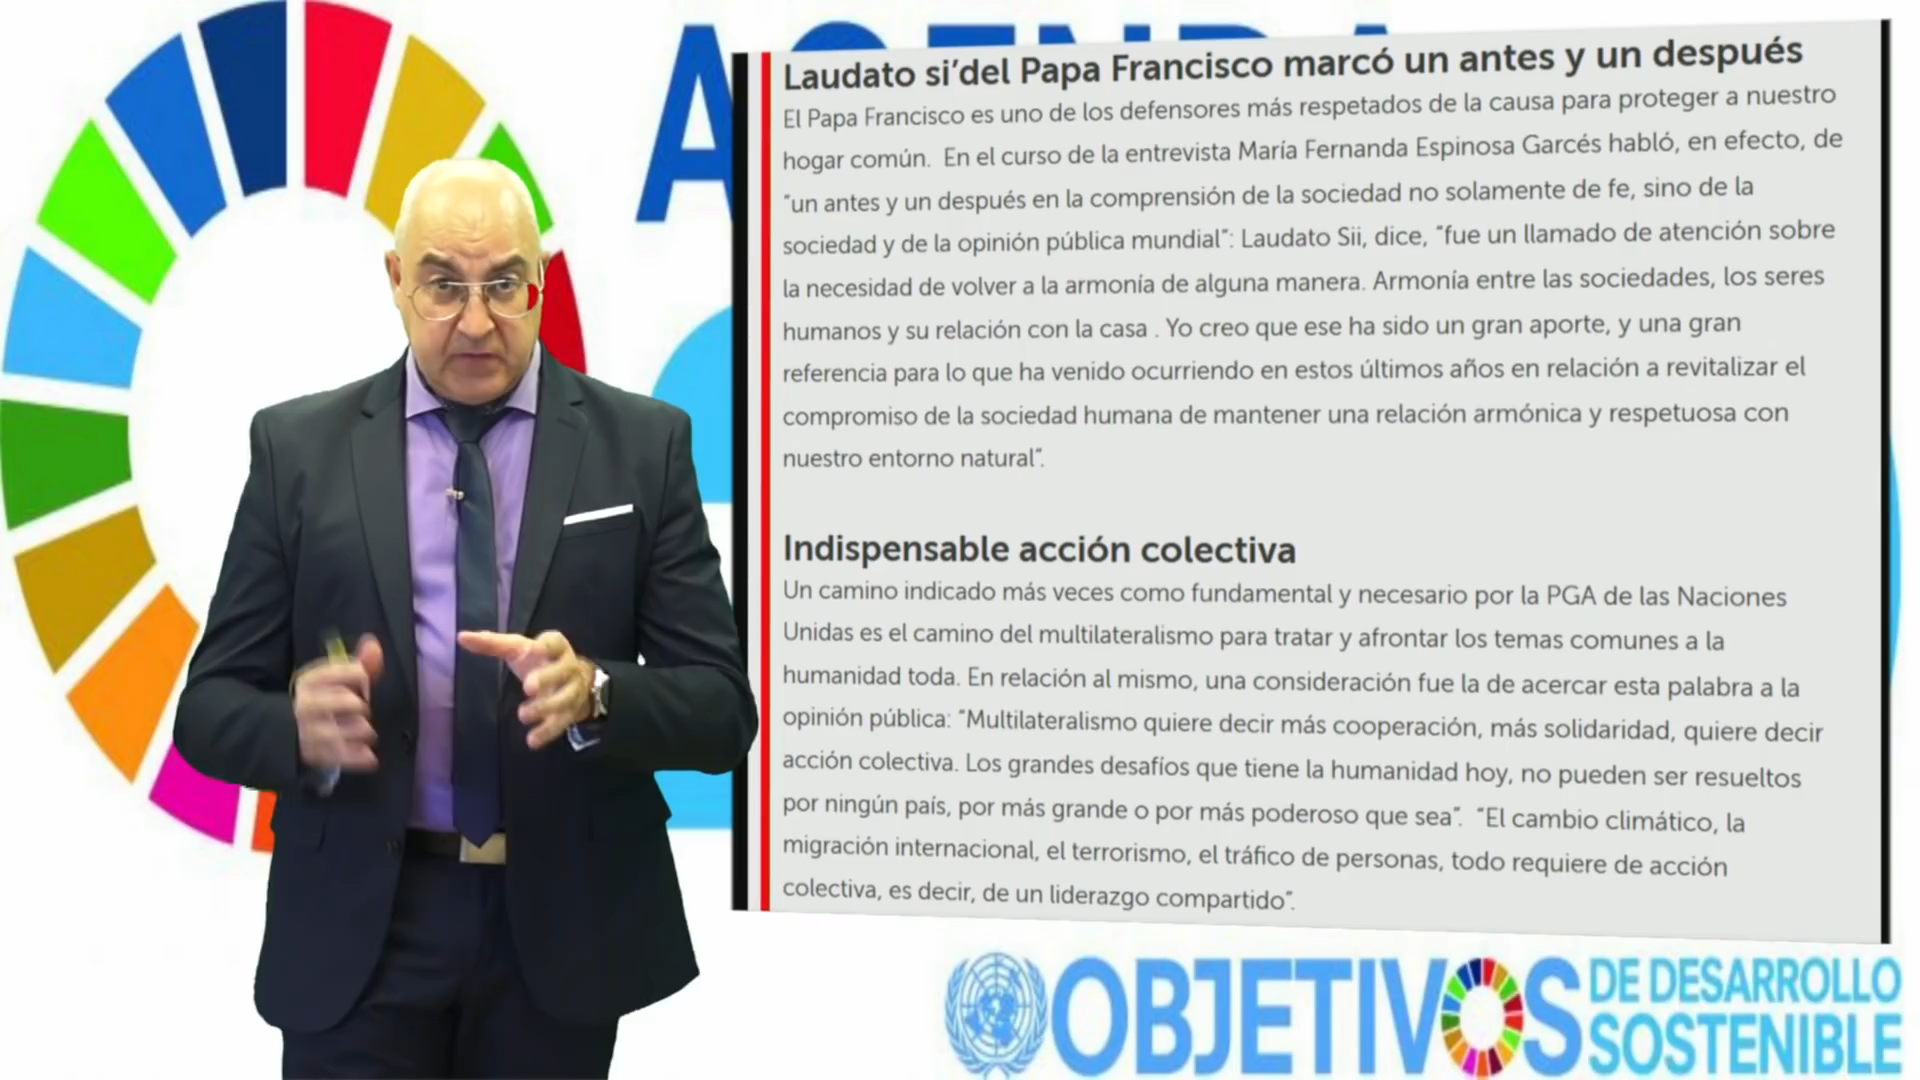 AGENDA
Laudato si’del Papa Francisco marcó un antes y un después
El Papa Francisco es uno de los defensores más respetados de la causa para proteger a nuestro
hogar común. En el curso de la entrevista María Fernanda Espinosa Garcés habló, en efecto, de
“un antes y un después en la comprensión de la sociedad no solamente de fe, sino de la
sociedad y de la opinión pública mundial”: Laudato Sii, dice, “fue un llamado de atención sobre
la necesidad de volver a la armonía de alguna manera. Armonía entre las sociedades, los seres
humanos y su relación con la casa . Yo creo que ese ha sido un gran aporte, y una gran
referencia para lo que ha venido ocurriendo en estos últimos años en relación a revitalizar el
compromiso de la sociedad humana de mantener una relación armónica y respetuosa con
nuestro entorno natural”.
Indispensable acción colectiva
Un camino indicado más veces como fundamental y necesario por la PGA de las Naciones
Unidas es el camino del multilateralismo para tratar y afrontar los temas comunes a la
humanidad toda. En relación al mismo, una consideración fue la de acercar esta palabra a la
opinión pública: “Multilateralismo quiere decir más cooperación, más solidaridad, quiere decir
acción colectiva. Los grandes desafíos que tiene la humanidad hoy, no pueden ser resueltos
por ningún país, por más grande o por más poderoso que sea”. “El cambio climático, la
migración internacional, el terrorismo, el tráfico de personas, todo requiere de acción
colectiva, es decir, de un liderazgo compartido”.
OBJETIVOS DE DESARROLLO
SOSTENIBLE